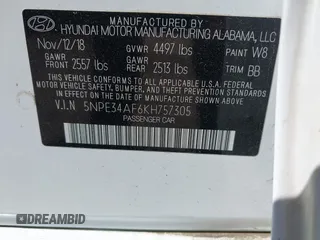 MANUFACTURED BY
HYUNDAI MOTOR MANUFACTURING ALABAMA, LLC
Nov/12/18 GVWR 4497 lbs PAINT W8
GAWR FRONT 2557 lbs GAWR REAR 2513 lbs TRIM BB
THIS VEHICLE CONFORMS TO ALL APPLICABLE U.S. FEDERAL
MOTOR VEHICLE SAFETY, BUMPER, AND THEFT PREVENTION
STANDARDS IN EFFECT ON THE DATE OF MANUFACTURE SHOWN ABOVE.
V.I.N 5NPE34AF6KH757305
PASSENGER CAR
DREAMBID